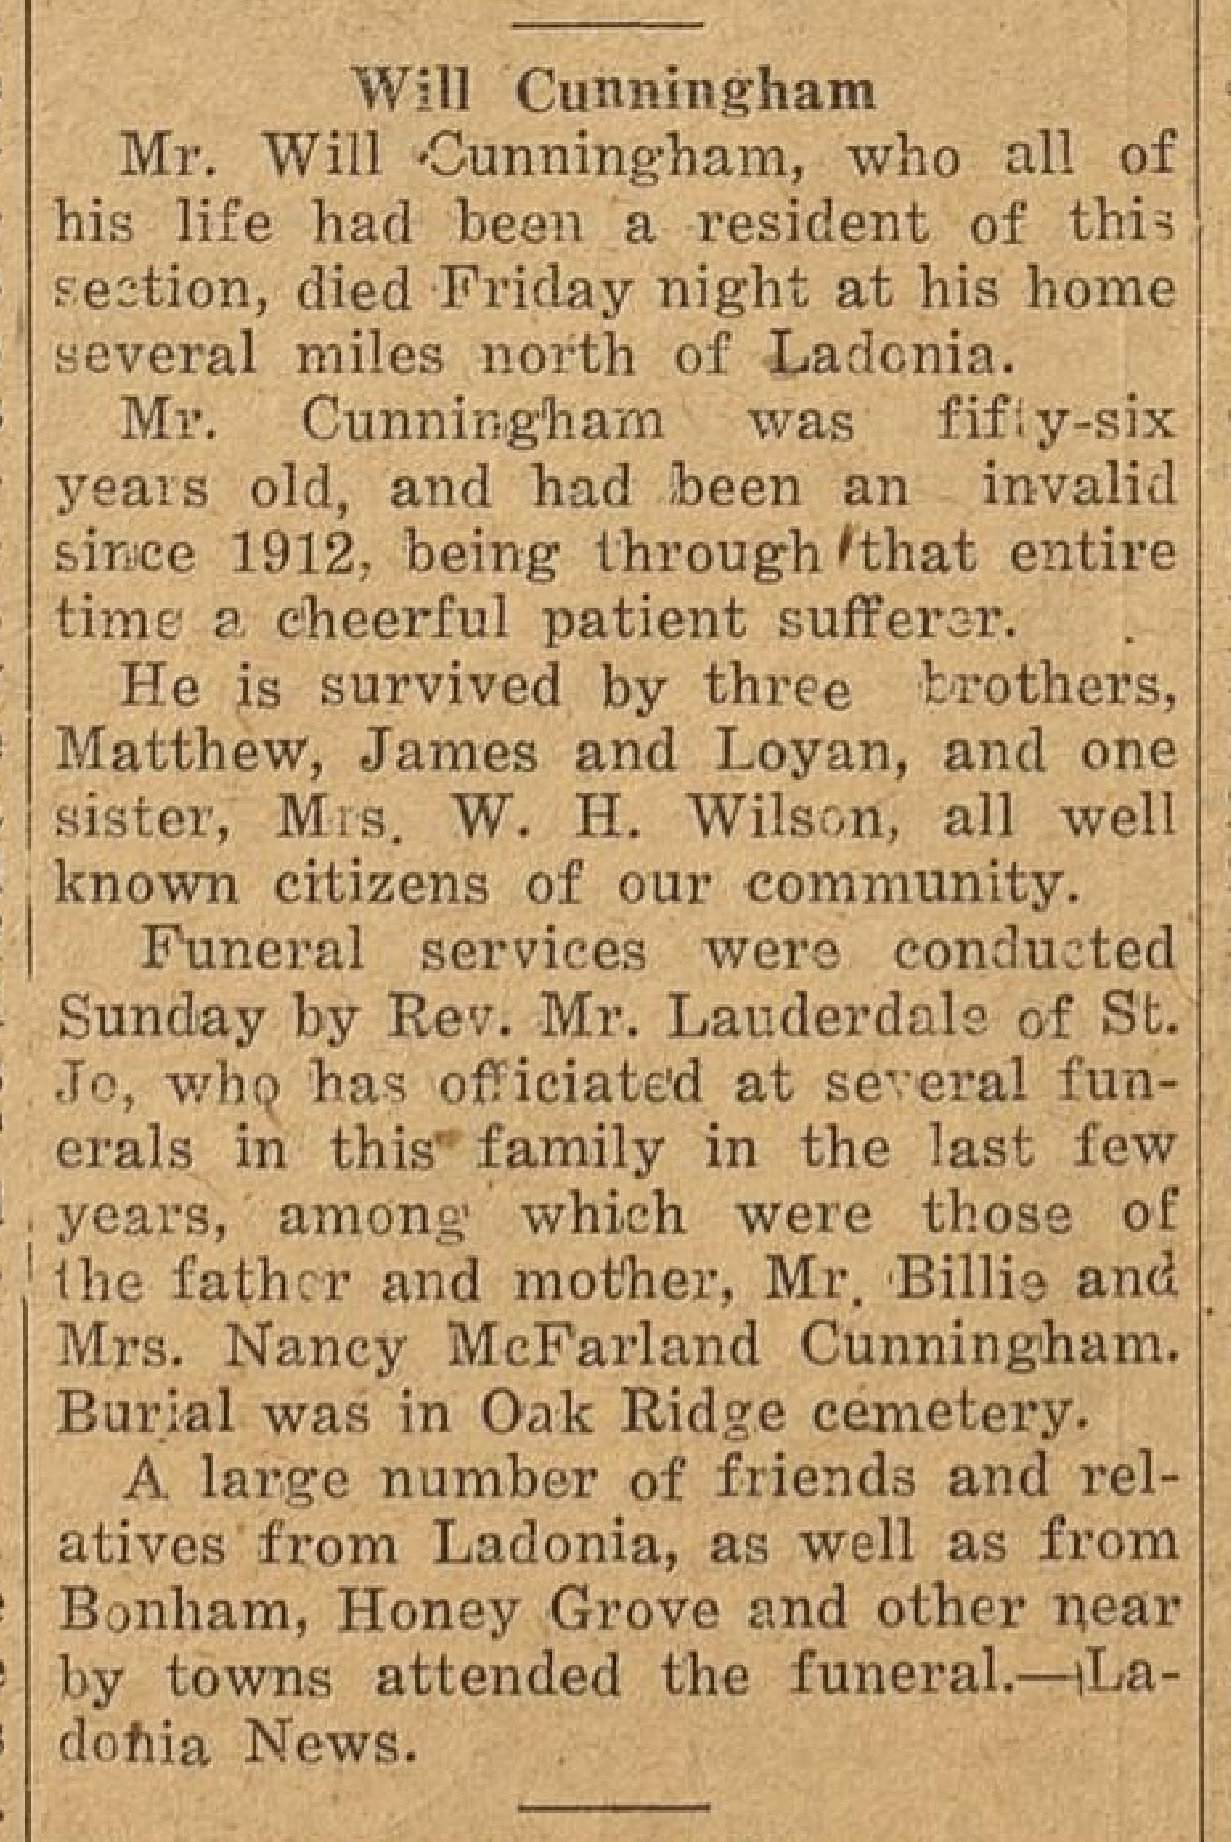 Will Cunningham
Mr. Will Cunningham, who all of
his life had been a resident of this
section, died Friday night at his home
several miles north of Ladonia.
Mr. Cunningham was fifty-six
years old, and had been an invalid
since 1912, being through that entire
time a cheerful patient sufferer.
He is survived by three brothers,
Matthew, James and Loyan, and one
sister, Mrs. W. H. Wilson, all well
known citizens of our community.
Funeral services were conducted
Sunday by Rev. Mr. Lauderdale of St.
Jo, who has officiated at several fun-
erals in this family in the last few
years, among which were those of
the father and mother, Mr. Billie and
Mrs. Nancy McFarland Cunningham.
Burial was in Oak Ridge cemetery.
A large number of friends and rel-
atives from Ladonia, as well as from
Bonham, Honey Grove and other near
by towns attended the funeral.—La-
donia News.